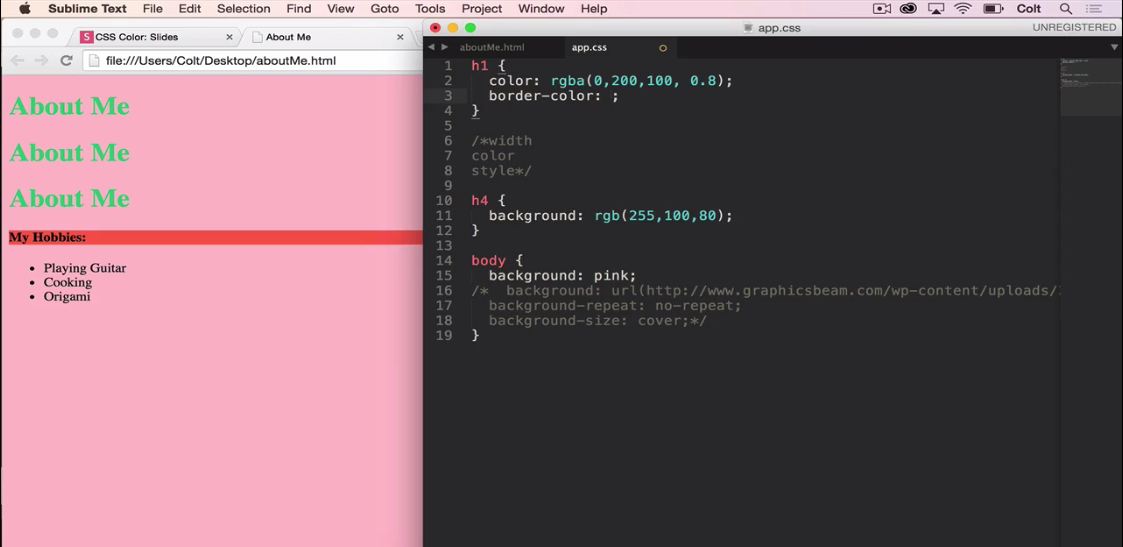 Sublime Text File Edit Selection Find View Goto Tools Project Window Help Colt
CSS Color: Slides × About Me ×
file:///Users/Colt/Desktop/aboutMe.html
About Me
About Me
About Me
My Hobbies:
• Playing Guitar
• Cooking
• Origami
app.css UNREGISTERED
aboutMe.html app.css
1 h1 {
2 color: rgba(0,200,100, 0.8);
3 border-color: ;
4 }
5
6 /*width
7 color
8 style*/
9
10 h4 {
11 background: rgb(255,100,80);
12 }
13
14 body {
15 background: pink;
16 /* background: url(http://www.graphicsbeam.com/wp-content/uploads/
17 background-repeat: no-repeat;
18 background-size: cover;*/
19 }